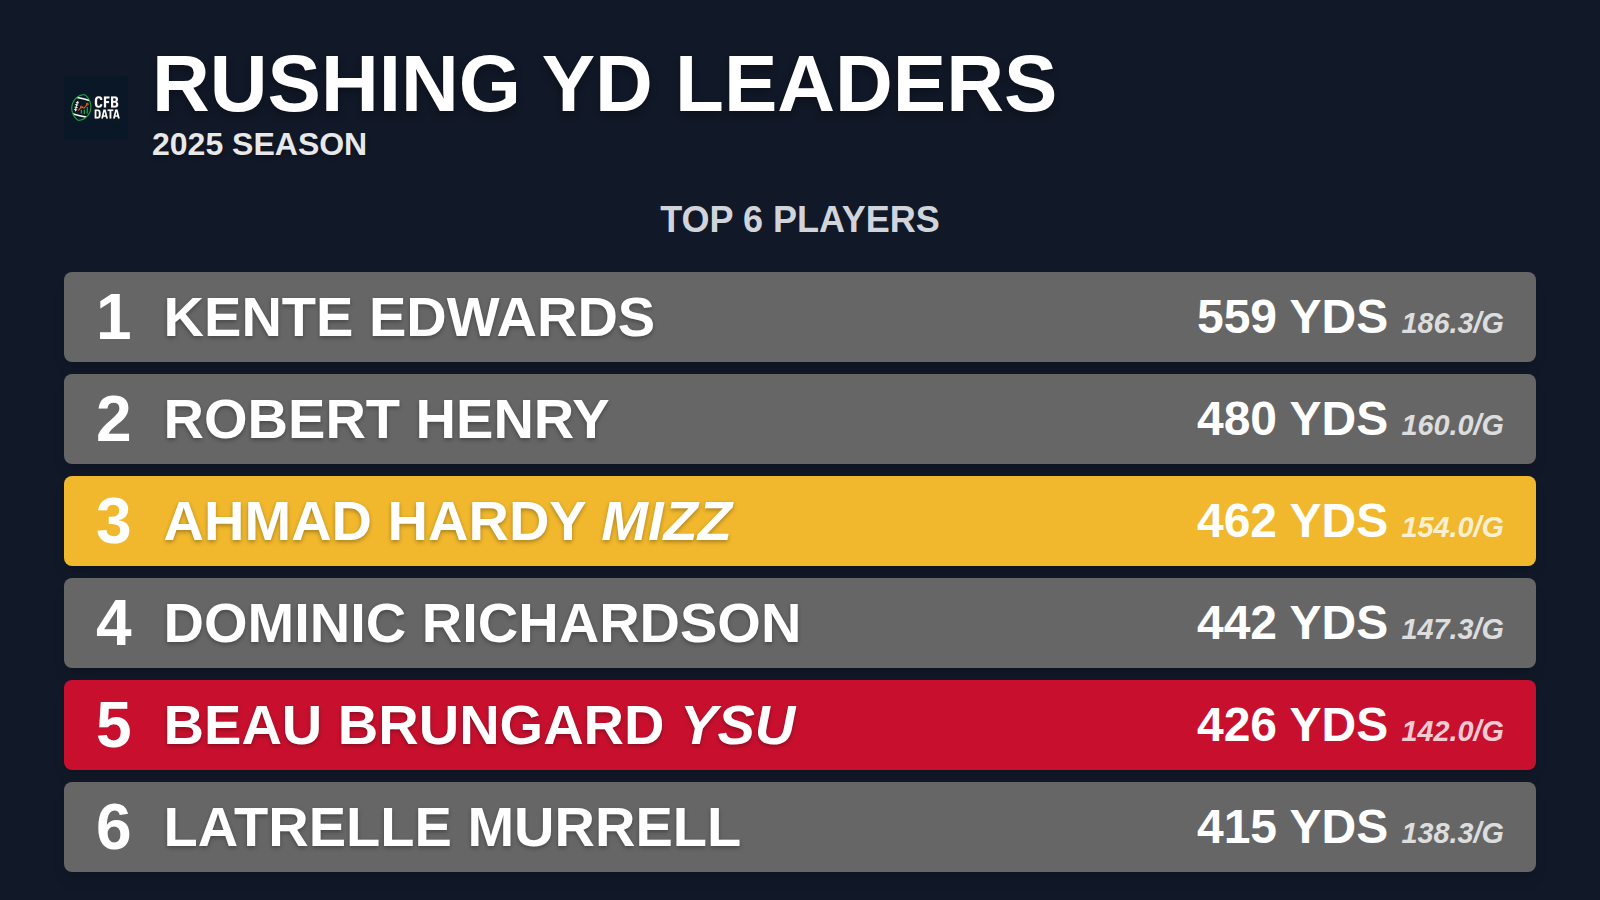 CFB
DATA
RUSHING YD LEADERS
2025 SEASON
TOP 6 PLAYERS
1 KENTE EDWARDS 559 YDS 186.3/G
2 ROBERT HENRY 480 YDS 160.0/G
3 AHMAD HARDY MIZZ 462 YDS 154.0/G
4 DOMINIC RICHARDSON 442 YDS 147.3/G
5 BEAU BRUNGARD YSU 426 YDS 142.0/G
6 LATRELLE MURRELL 415 YDS 138.3/G